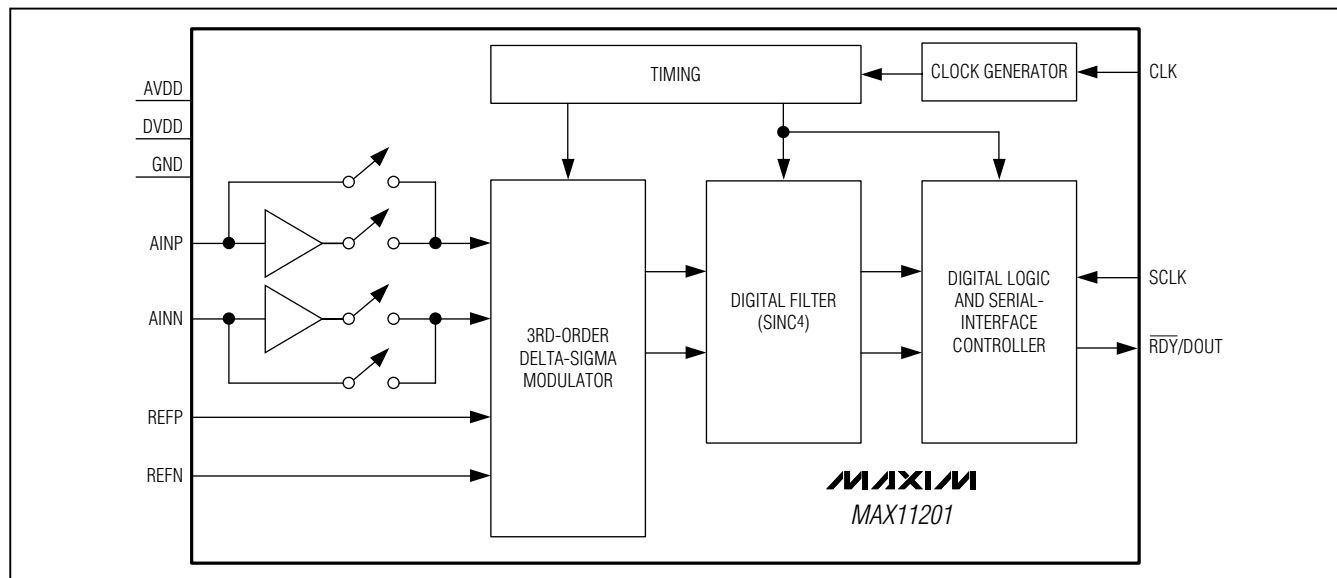 TIMING
CLOCK GENERATOR
CLK
AVDD
DVDD
GND
AINP
AINN
REFP
REFN
3RD-ORDER
DELTA-SIGMA
MODULATOR
DIGITAL FILTER
(SINC4)
DIGITAL LOGIC
AND SERIAL-
INTERFACE
CONTROLLER
SCLK
RDY/DOUT
MAXIM
MAX11201